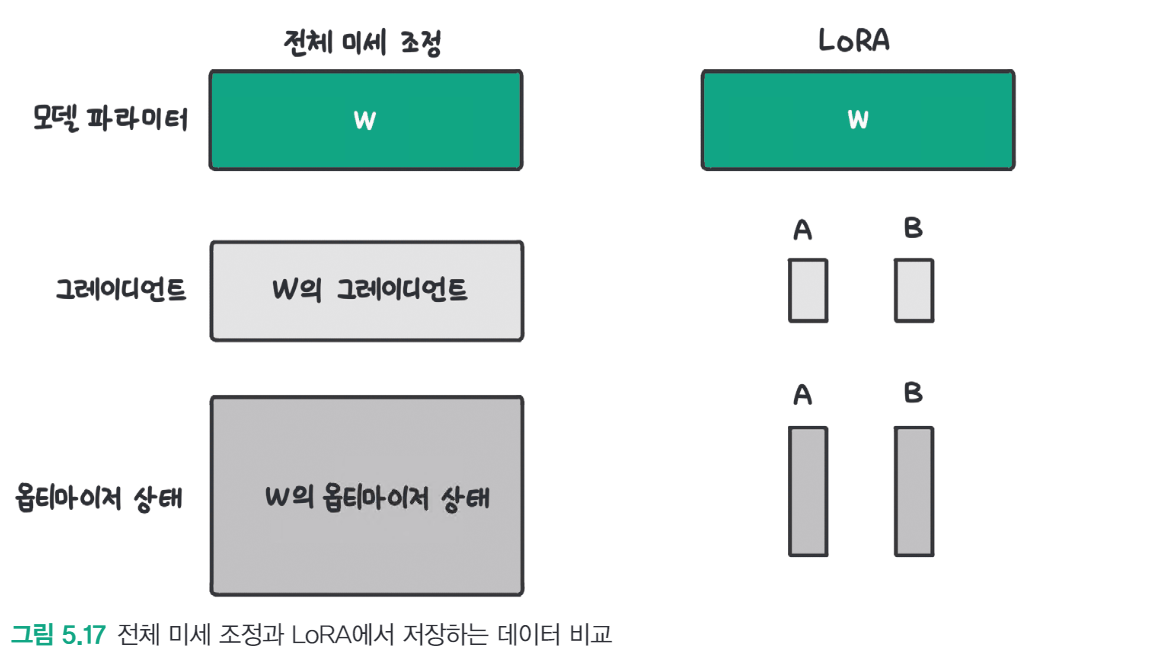 전체 미세 조정
LoRA
모델 파라미터
W
W
A
B
그레이디언트
W의 그레이디언트
A
B
옵티마이저 상태
W의 옵티마이저 상태
그림 5.17 전체 미세 조정과 LoRA에서 저장하는 데이터 비교